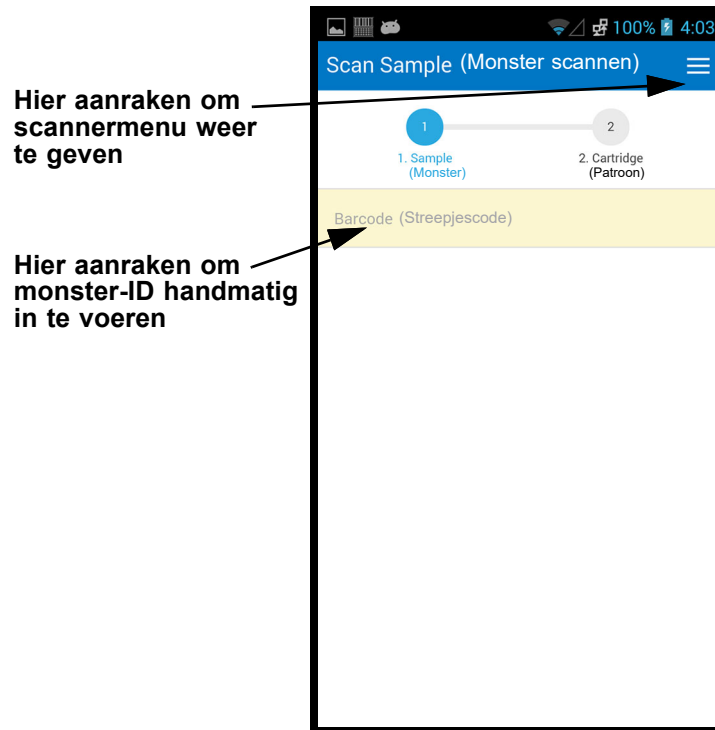 100% 4:03
Scan Sample (Monster scannen)
Hier aanraken om
scannermenu weer
te geven
1 2
1. Sample 2. Cartridge
(Monster) (Patroon)
Barcode (Streepjescode)
Hier aanraken om
monster-ID handmatig
in te voeren